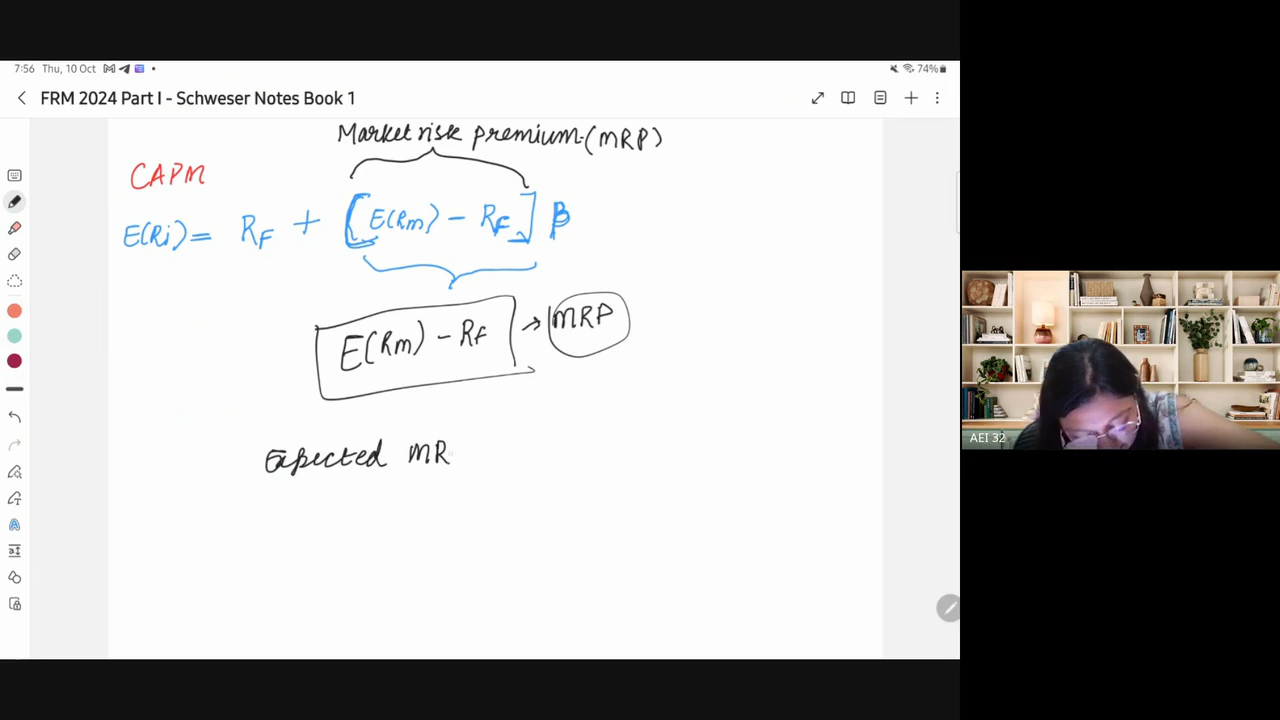 7:56 Thu, 10 Oct 74%
FRM 2024 Part I - Schweser Notes Book 1
Market risk premium. (MRP)
CAPM
E(Ri) = RF + [E(Rm) - RF] β
E(Rm) - RF → MRP
Expected MR
AEI 32